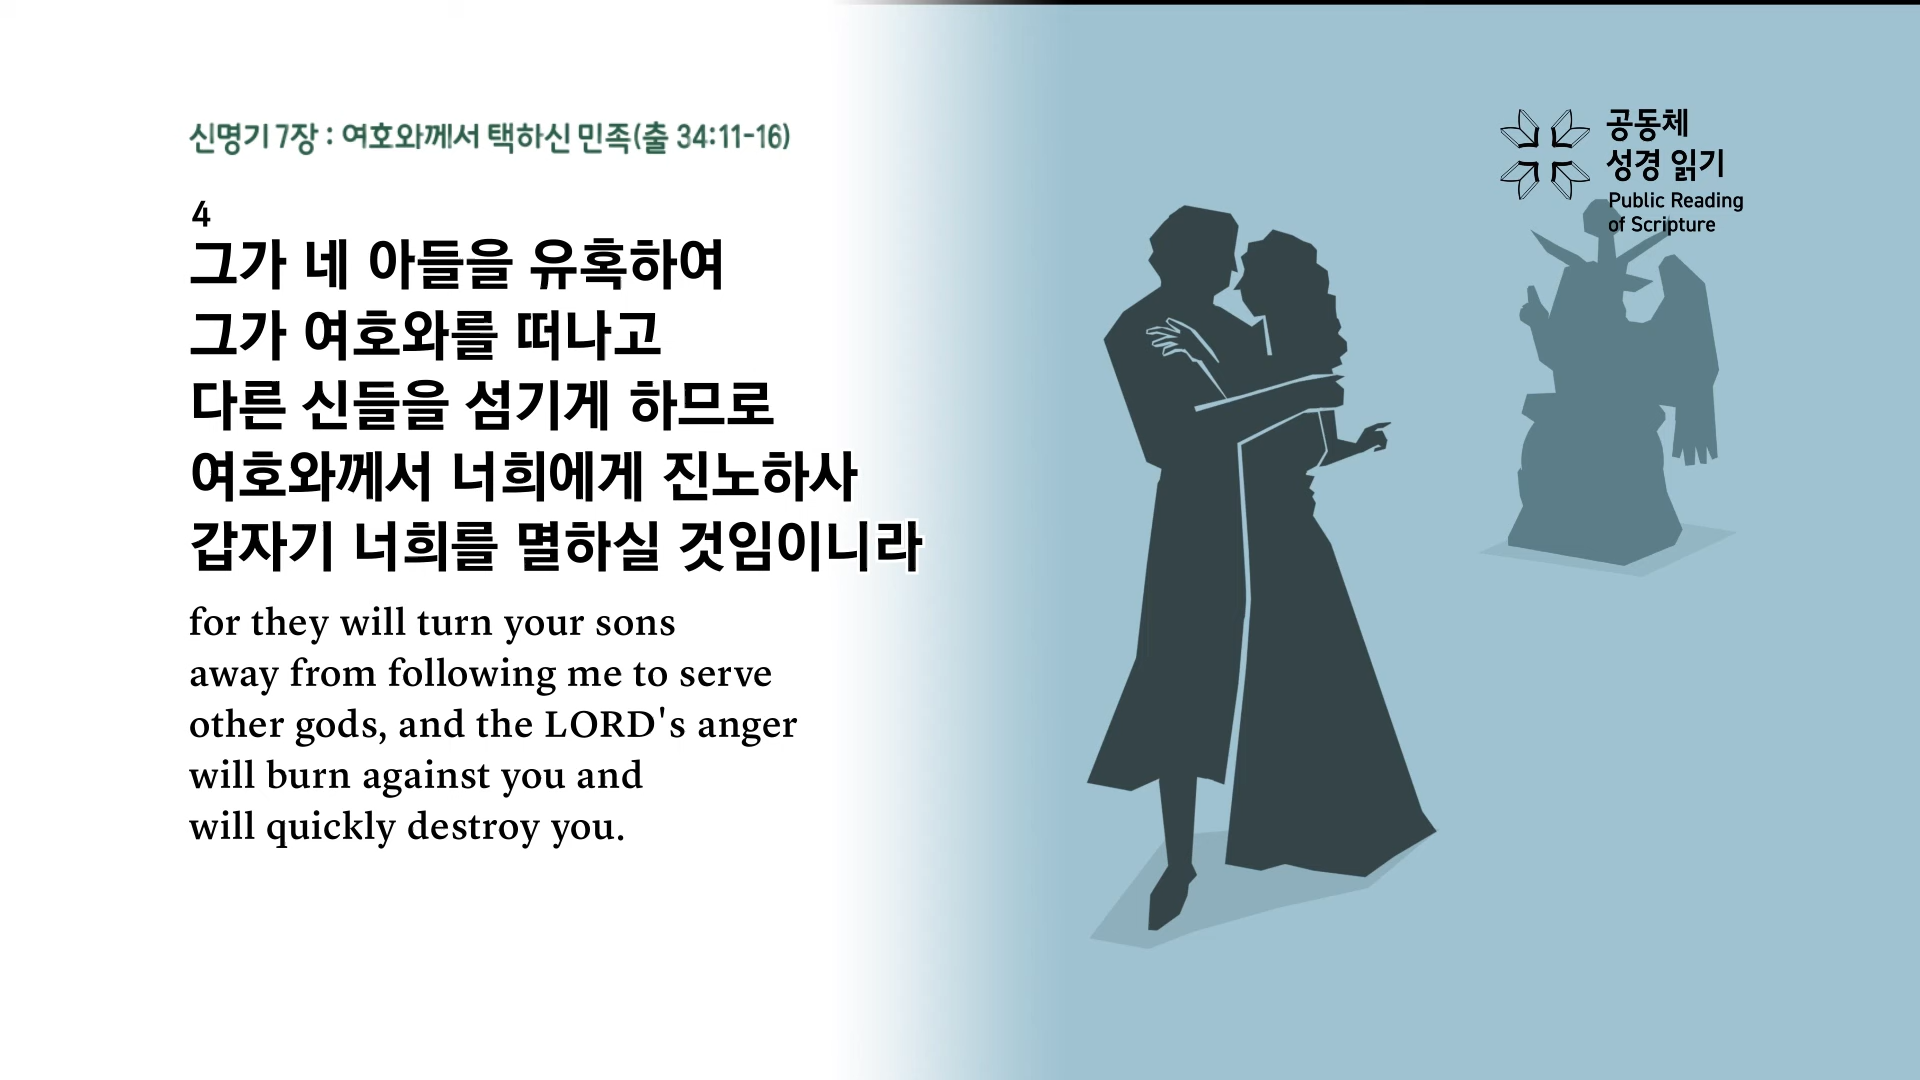 신명기 7장 : 여호와께서 택하신 민족(출 34:11-16)
4
그가 네 아들을 유혹하여
그가 여호와를 떠나고
다른 신들을 섬기게 하므로
여호와께서 너희에게 진노하사
갑자기 너희를 멸하실 것임이니라
for they will turn your sons
away from following me to serve
other gods, and the LORD's anger
will burn against you and
will quickly destroy you.
공동체
성경 읽기
Public Reading
of Scripture